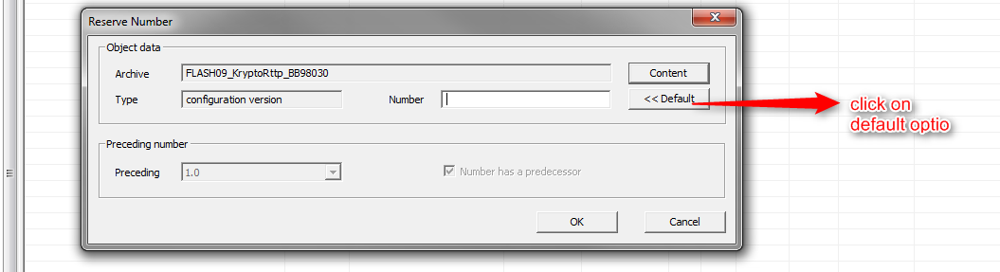 Reserve Number
Object data
Archive FLASH09_KryptoRttp_BB98030 Content
Type configuration version Number << Default
click on
default optio
Preceding number
Preceding 1.0 Number has a predecessor
OK Cancel